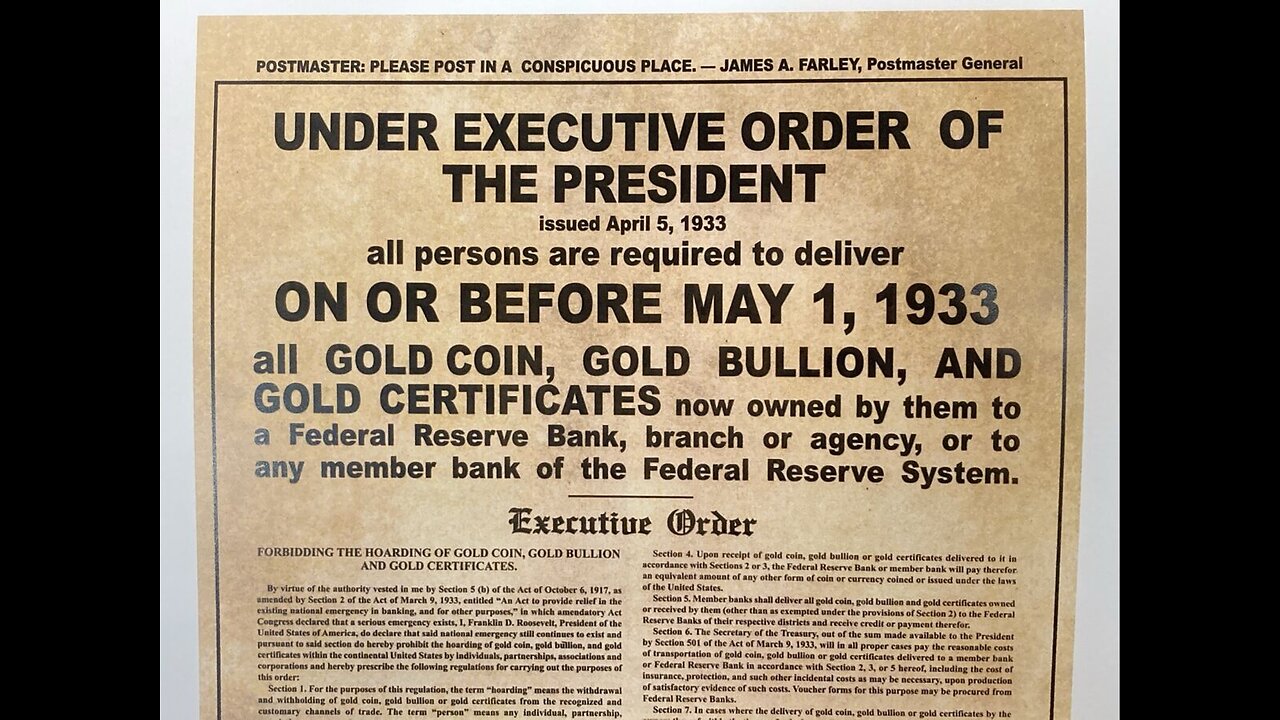 POSTMASTER: PLEASE POST IN A CONSPICUOUS PLACE. — JAMES A. FARLEY, Postmaster General
UNDER EXECUTIVE ORDER OF
THE PRESIDENT
issued April 5, 1933
all persons are required to deliver
ON OR BEFORE MAY 1, 1933
all GOLD COIN, GOLD BULLION, AND
GOLD CERTIFICATES now owned by them to
a Federal Reserve Bank, branch or agency, or to
any member bank of the Federal Reserve System.
Executive Order
FORBIDDING THE HOARDING OF GOLD COIN, GOLD BULLION
AND GOLD CERTIFICATES.
By virtue of the authority vested in me by Section 5 (b) of the Act of October 6, 1917, as
amended by Section 2 of the Act of March 9, 1933, entitled “An Act to provide relief in the
existing national emergency in banking, and for other purposes,” in which amendatory Act
Congress declared that a serious emergency exists, I, Franklin D. Roosevelt, President of the
United States of America, do declare that said national emergency still continues to exist and
pursuant to said section do hereby prohibit the hoarding of gold coin, gold bullion, and gold
certificates within the continental United States by individuals, partnerships, associations and
corporations and hereby prescribe the following regulations for carrying out the purposes of
this order:
Section 1. For the purposes of this regulation, the term “hoarding” means the withdrawal
and withholding of gold coin, gold bullion or gold certificates from the recognized and
customary channels of trade. The term “person” means any individual, partnership,
Section 4. Upon receipt of gold coin, gold bullion or gold certificates delivered to it in
accordance with Sections 2 or 3, the Federal Reserve Bank or member bank will pay therefor
an equivalent amount of any other form of coin or currency coined or issued under the laws
of the United States.
Section 5. Member banks shall deliver all gold coin, gold bullion and gold certificates owned
or received by them (other than as exempted under the provisions of Section 2) to the Federal
Reserve Banks of their respective districts and receive credit or payment therefor.
Section 6. The Secretary of the Treasury, out of the sum made available to the President
by Section 501 of the Act of March 9, 1933, will in all proper cases pay the reasonable costs
of transportation of gold coin, gold bullion or gold certificates delivered to a member bank
or Federal Reserve Bank in accordance with Section 2, 3, or 5 hereof, including the cost of
insurance, protection, and such other incidental costs as may be necessary, upon production
of satisfactory evidence of such costs. Voucher forms for this purpose may be procured from
Federal Reserve Banks.
Section 7. In cases where the delivery of gold coin, gold bullion or gold certificates by the